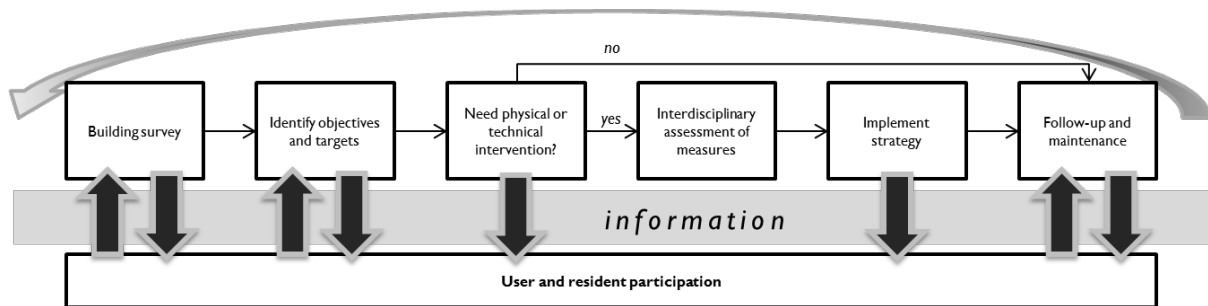 no
Building survey
Identify objectives
and targets
Need physical or
technical
intervention?
yes
Interdisciplinary
assessment of
measures
Implement
strategy
Follow-up and
maintenance
information
User and resident participation